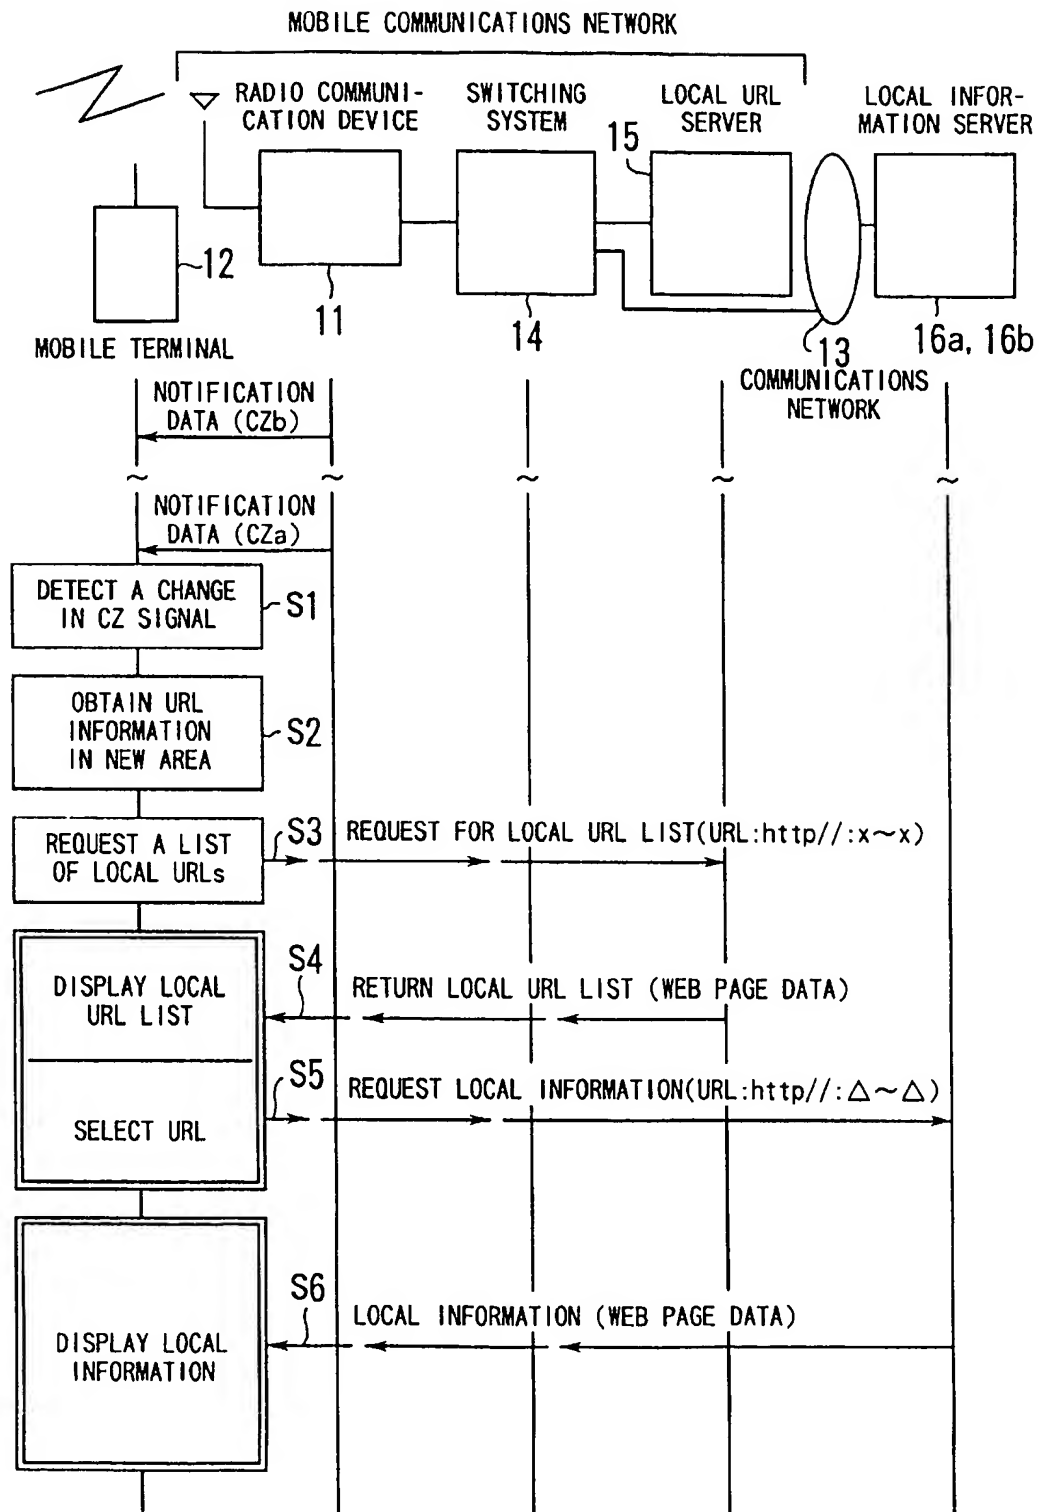 MOBILE COMMUNICATIONS NETWORK
RADIO COMMUNI-
CATION DEVICE
SWITCHING
SYSTEM
LOCAL URL
SERVER
LOCAL INFOR-
MATION SERVER
15
12
11
14
13
16a, 16b
MOBILE TERMINAL
COMMUNICATIONS
NETWORK
NOTIFICATION
DATA (CZb)
~ ~ ~ ~ ~
NOTIFICATION
DATA (CZa)
DETECT A CHANGE
IN CZ SIGNAL
S1
OBTAIN URL
INFORMATION
IN NEW AREA
S2
REQUEST A LIST
OF LOCAL URLs
S3
REQUEST FOR LOCAL URL LIST(URL:http//:x~x)
DISPLAY LOCAL
URL LIST
S4
RETURN LOCAL URL LIST (WEB PAGE DATA)
SELECT URL
S5
REQUEST LOCAL INFORMATION(URL:http//:△~△)
S6
LOCAL INFORMATION (WEB PAGE DATA)
DISPLAY LOCAL
INFORMATION